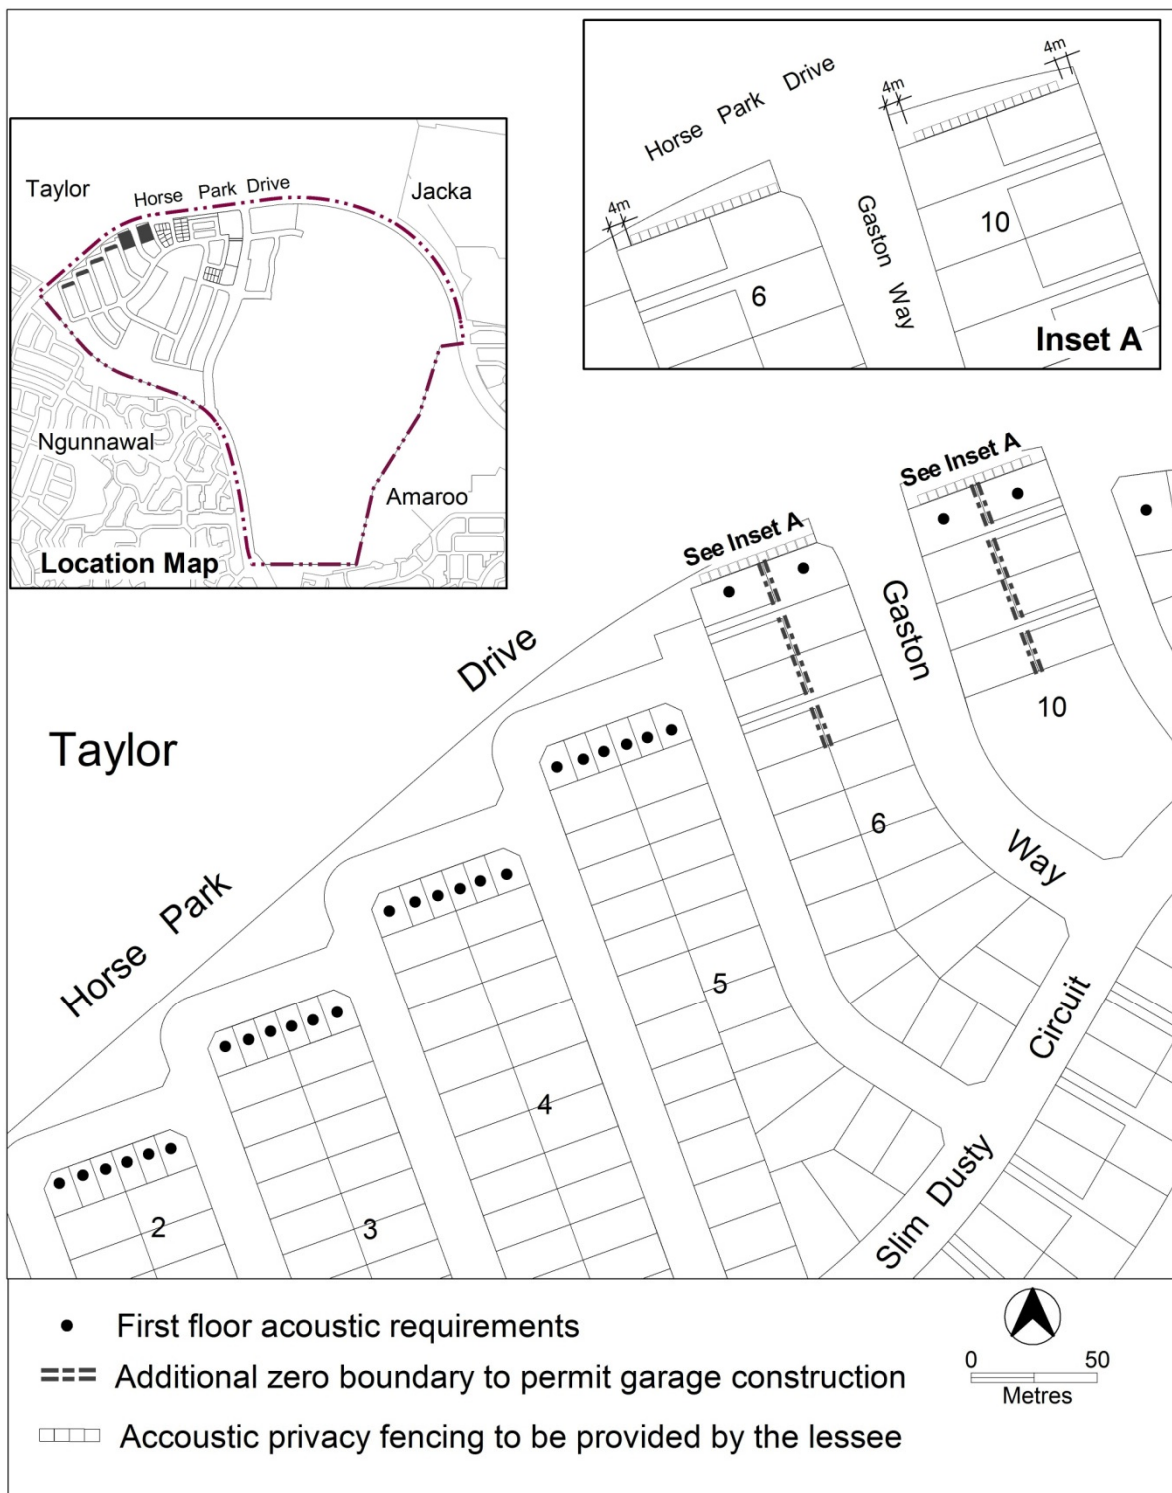 Taylor
Horse Park Drive
Jacka
Ngunnawal
Amaroo
Location Map
Horse Park Drive
4m
4m
4m
Gaston Way
10
6
Inset A
See Inset A
See Inset A
Gaston Way
Horse Park Drive
Taylor
10
6
5
4
3
2
Slim Dusty Circuit
First floor acoustic requirements
Additional zero boundary to permit garage construction
Accoustic privacy fencing to be provided by the lessee
0 50
Metres